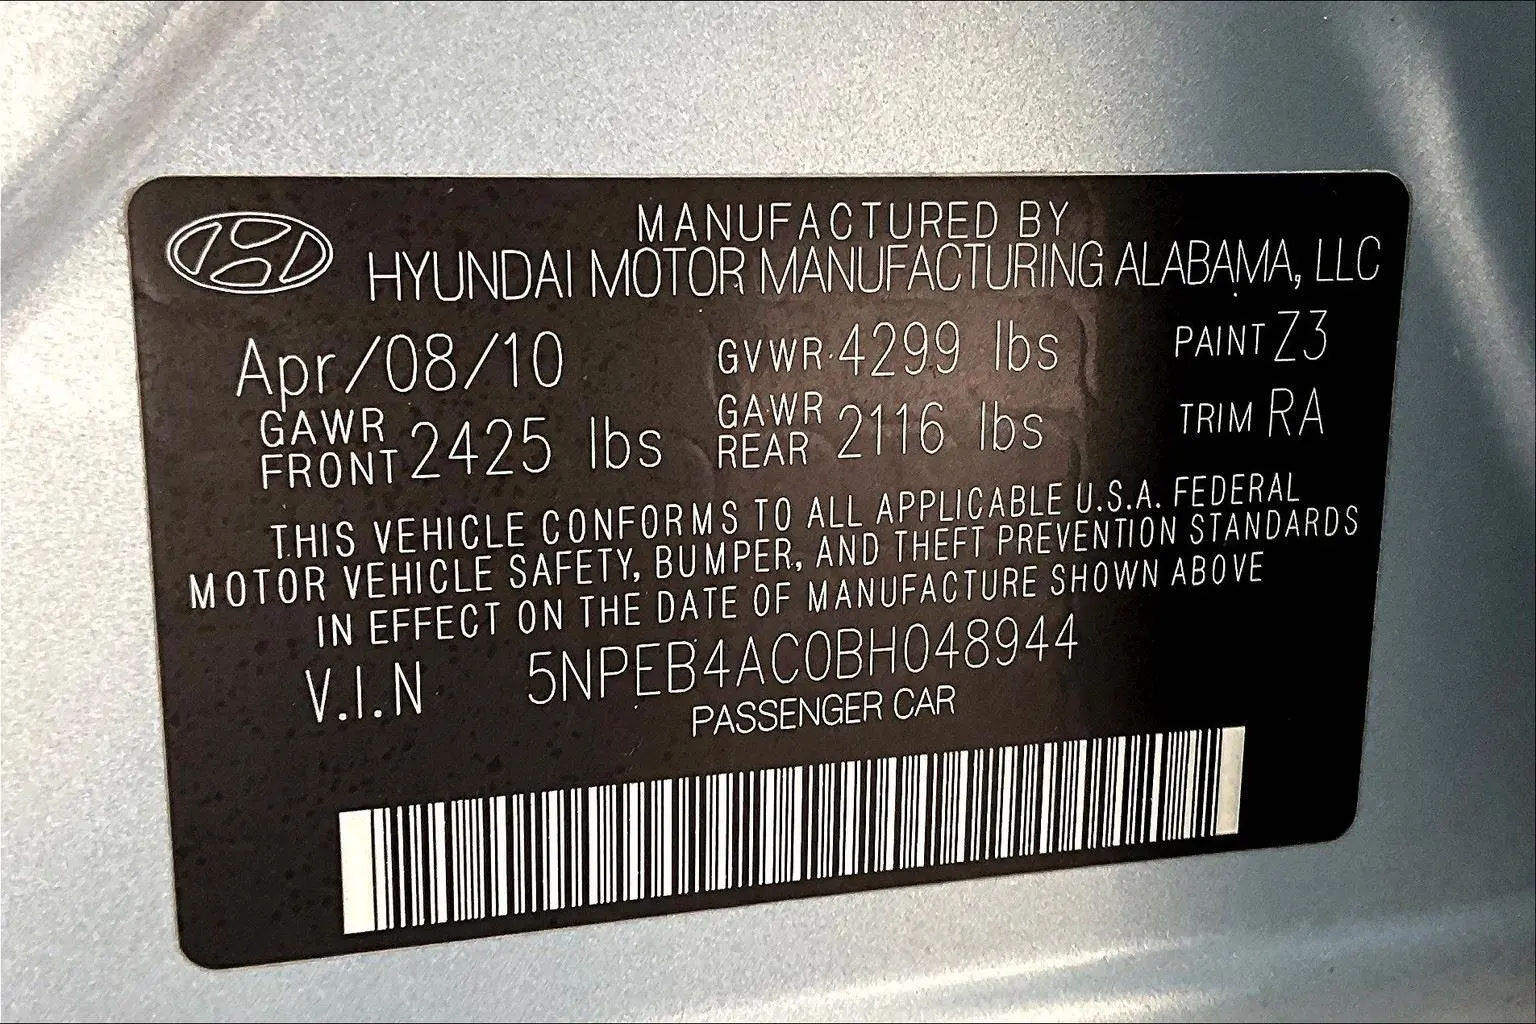 MANUFACTURED BY
HYUNDAI MOTOR MANUFACTURING ALABAMA, LLC
Apr/08/10 GVWR 4299 lbs PAINT Z3
GAWR FRONT 2425 lbs GAWR REAR 2116 lbs TRIM RA
THIS VEHICLE CONFORMS TO ALL APPLICABLE U.S.A. FEDERAL
MOTOR VEHICLE SAFETY, BUMPER, AND THEFT PREVENTION STANDARDS
IN EFFECT ON THE DATE OF MANUFACTURE SHOWN ABOVE
V.I.N 5NPEB4AC0BH048944
PASSENGER CAR